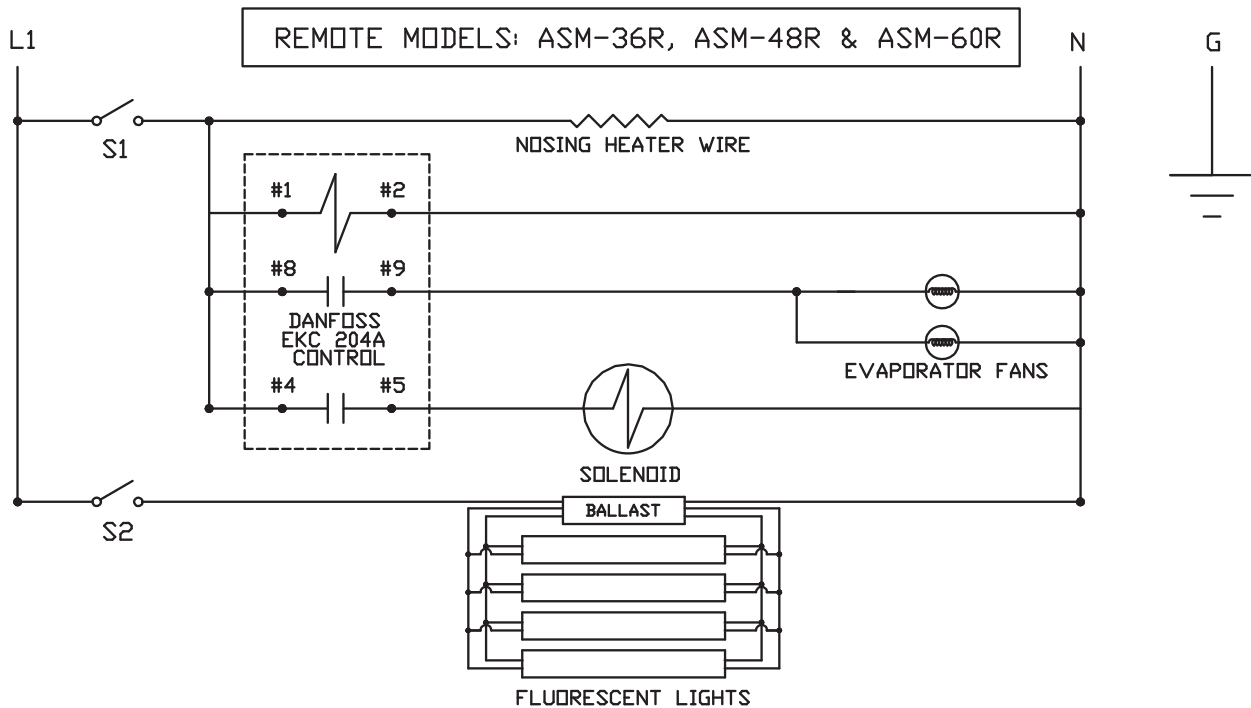 REMOTE MODELS: ASM-36R, ASM-48R & ASM-60R
L1
N
G
S1
NOSING HEATER WIRE
#1
#2
#8
#9
DANFOSS
EKC 204A
CONTROL
EVAPORATOR FANS
#4
#5
SOLENOID
S2
BALLAST
FLUORESCENT LIGHTS